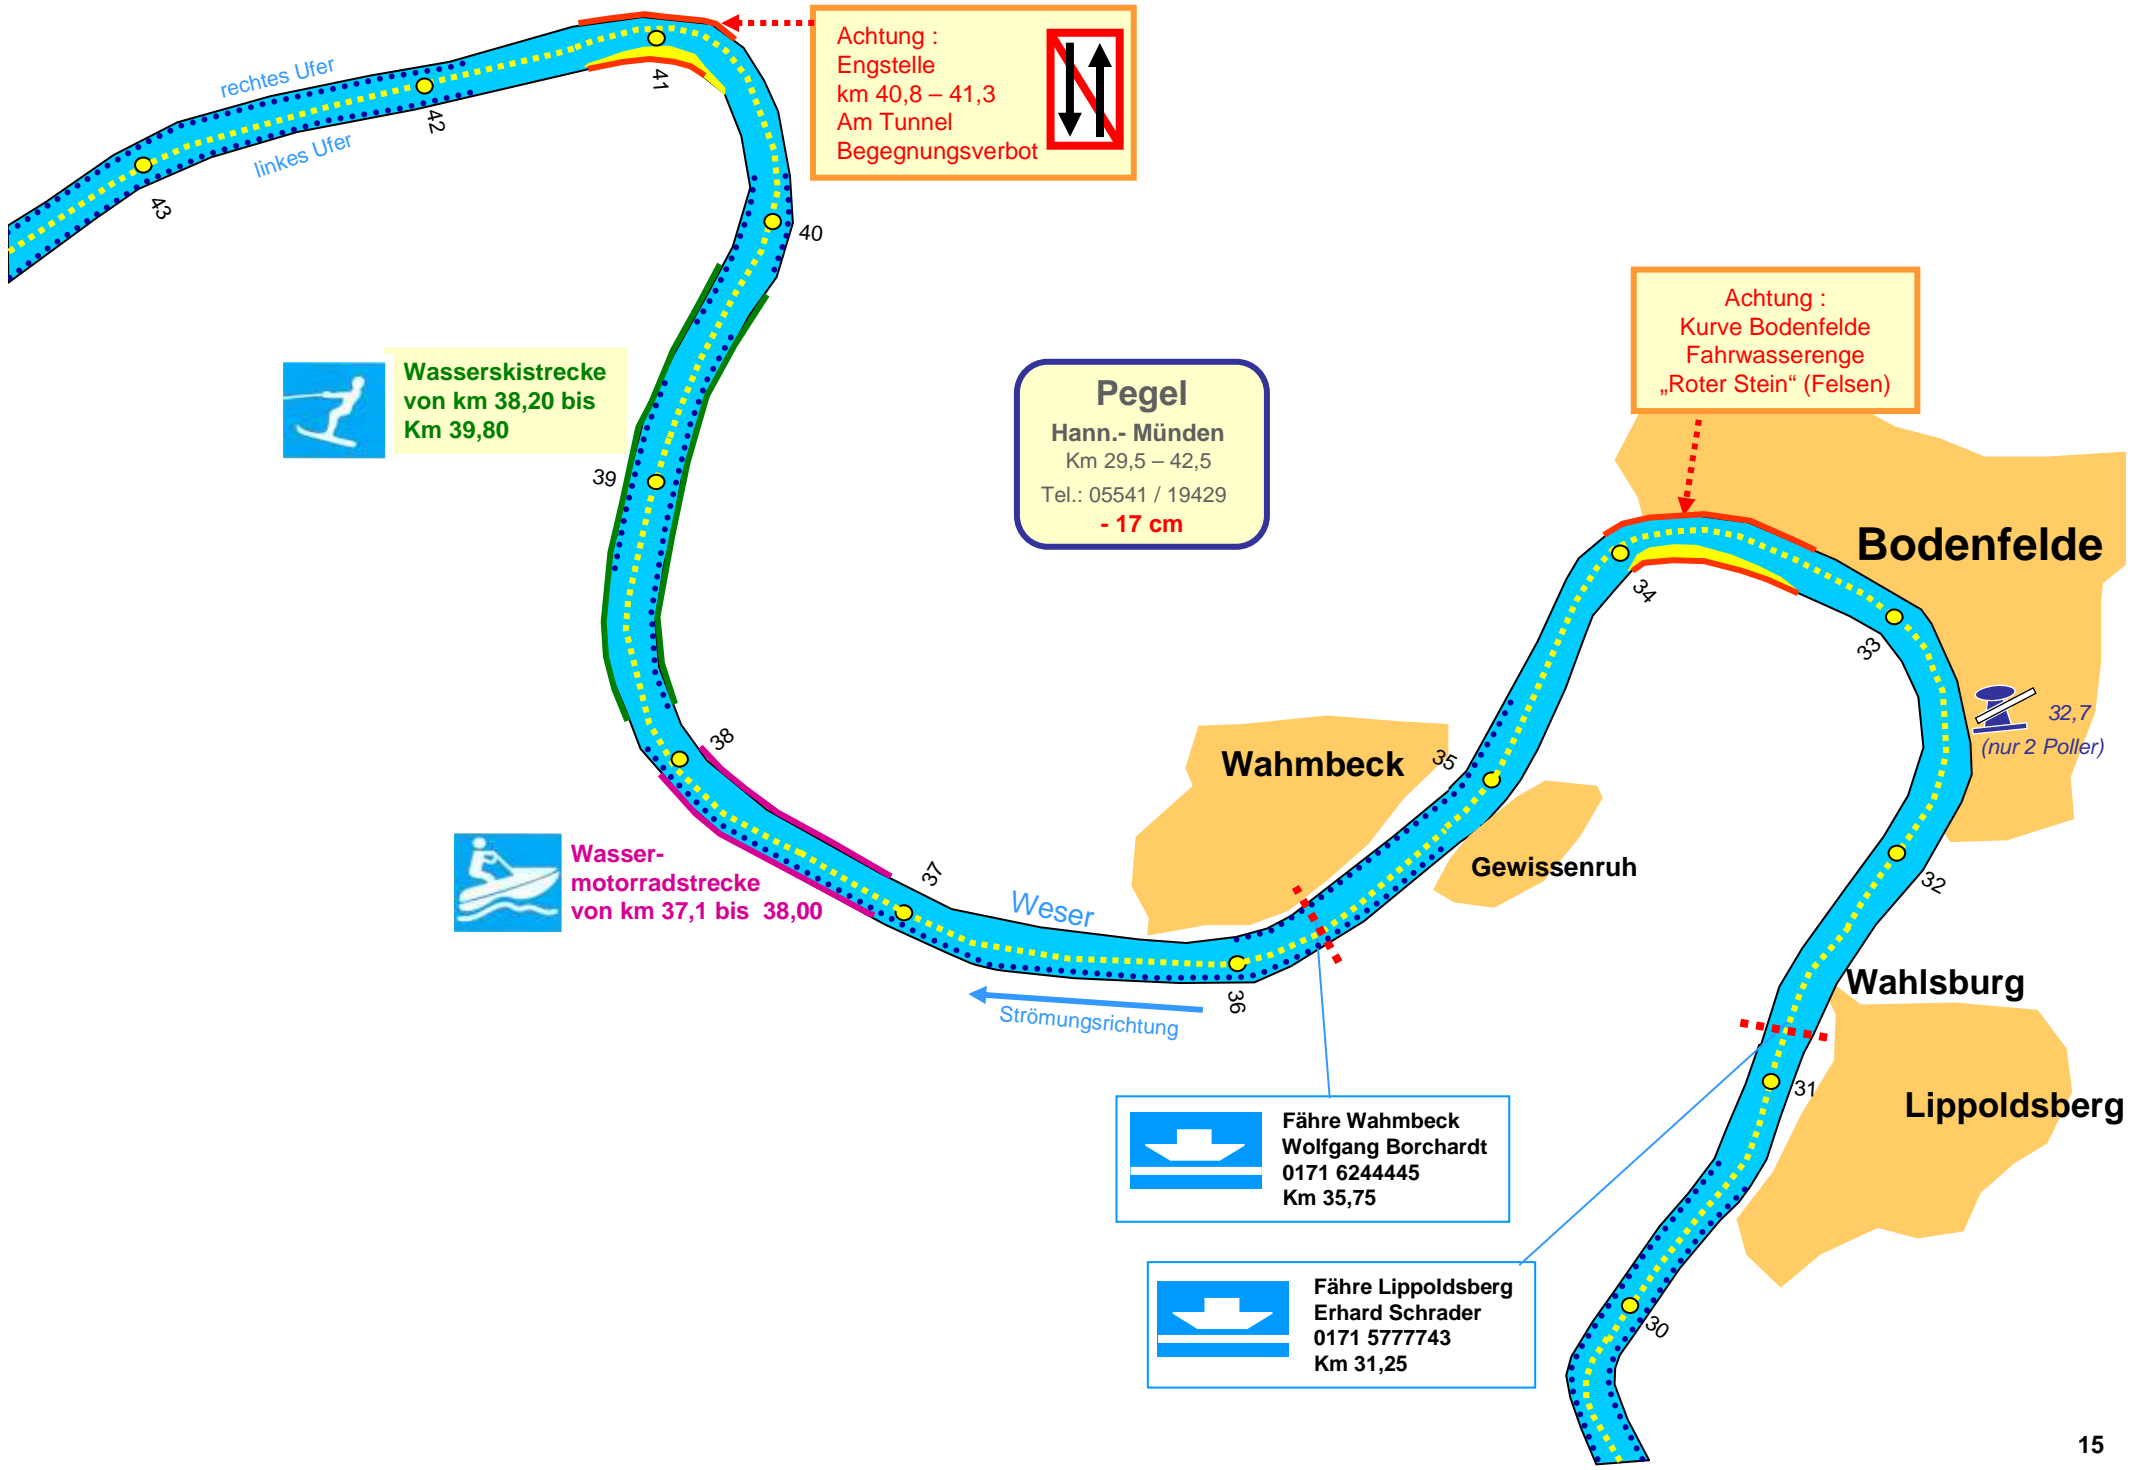 rechtes Ufer
linkes Ufer
43
42
41
40
39
38
37
36
35
34
33
32
31
30
Achtung :
Engstelle
km 40,8 – 41,3
Am Tunnel
Begegnungsverbot
Wasserskistrecke
von km 38,20 bis
Km 39,80
Pegel
Hann.- Münden
Km 29,5 – 42,5
Tel.: 05541 / 19429
- 17 cm
Achtung :
Kurve Bodenfelde
Fahrwasserenge
„Roter Stein“ (Felsen)
Bodenfelde
32,7
(nur 2 Poller)
Wahmbeck
Gewissenruh
Wasser-
motorradstrecke
von km 37,1 bis  38,00
Weser
Strömungsrichtung
Wahlsburg
Lippoldsberg
Fähre Wahmbeck
Wolfgang Borchardt
0171 6244445
Km 35,75
Fähre Lippoldsberg
Erhard Schrader
0171 5777743
Km 31,25
15